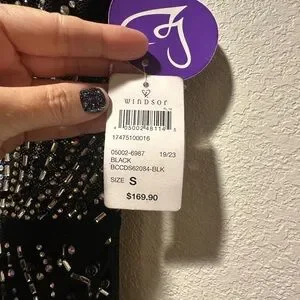 WINDSOR
05002 48114
17475100016
05002-6987 19/23
BLACK
BCCDS62084-BLK
SIZE S
$169.90